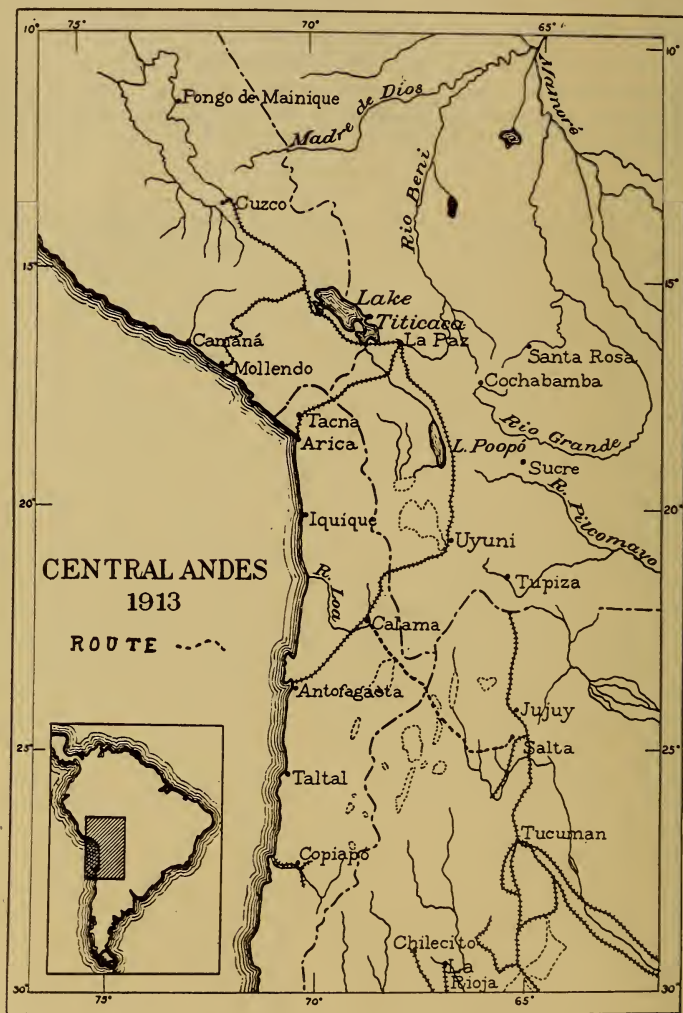 75° 70° 65°
10° 10°
Pongo de Mainique
Madre de Dios
Mamoré
Cuzco
Rio Beni
15° 15°
Lake
Titicaca
La Paz
Camaná
Mollendo
Santa Rosa
Cochabamba
Tacna
Arica
Rio Grande
L. Poopó
Sucre
20° 20°
R. Pilcomayo
Iquique
Uyuni
CENTRAL ANDES
1913
R. Loa
Tupiza
ROUTE
Calama
Antofagasta
Jujuy
25° 25°
Salta
Taltal
Tucuman
Copiapó
Chilecito
La
Rioja
30° 30°
75° 70° 65°